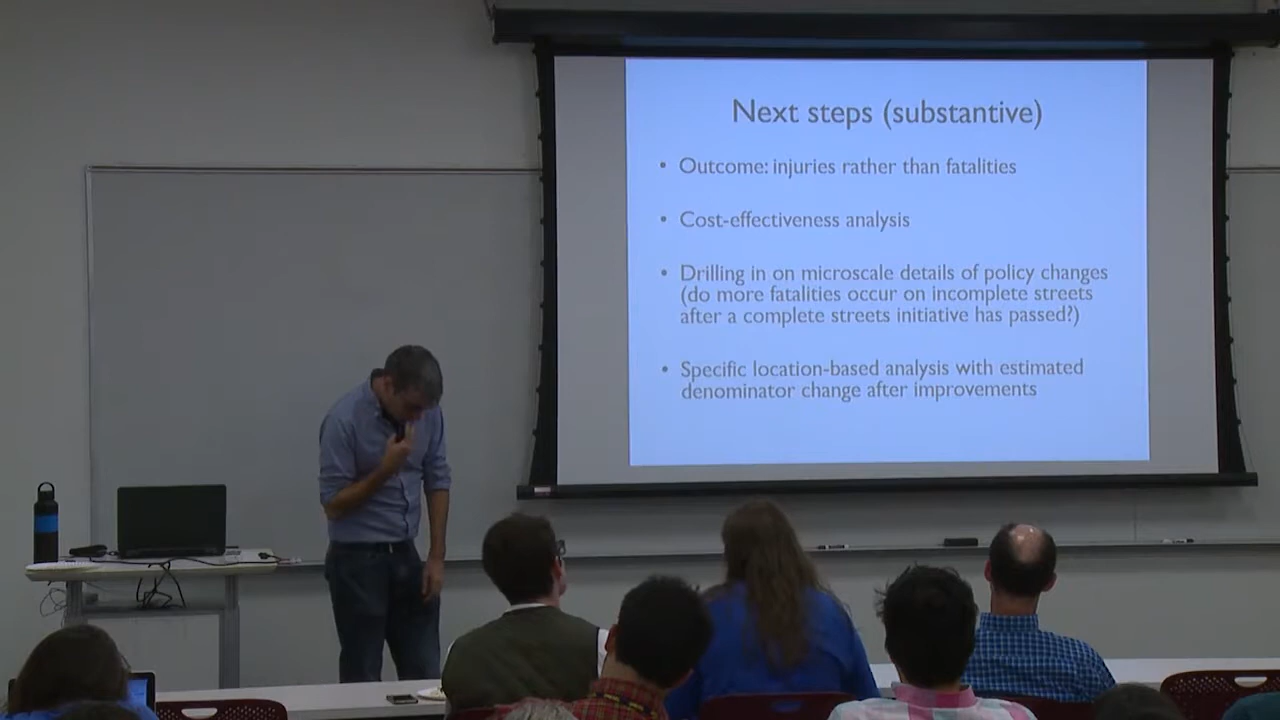 Next steps (substantive)
• Outcome: injuries rather than fatalities
• Cost-effectiveness analysis
• Drilling in on microscale details of policy changes
(do more fatalities occur on incomplete streets
after a complete streets initiative has passed?)
• Specific location-based analysis with estimated
denominator change after improvements